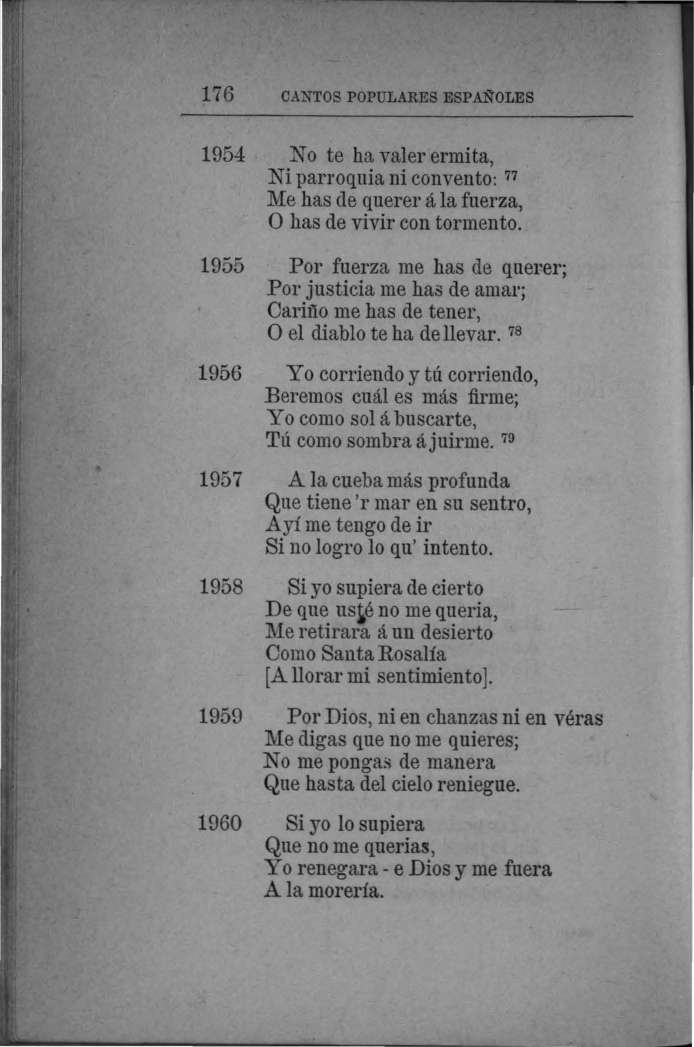 176 CANTOS POPULARES ESPAÑOLES
1954 No te ha valer ermita,
Ni parroquia ni convento: 77
Me has de querer á la fuerza,
O has de vivir con tormento.
1955 Por fuerza me has de querer;
Por justicia me has de amar;
Cariño me has de tener,
O el diablo te ha de llevar. 78
1956 Yo corriendo y tú corriendo,
Beremos cuál es más firme;
Yo como sol á buscarte,
Tú como sombra á juirme. 79
1957 A la cueba más profunda
Que tiene 'r mar en su sentro,
Ayí me tengo de ir
Si no logro lo qu' intento.
1958 Si yo supiera de cierto
De que usté no me queria,
Me retirara á un desierto
Como Santa Rosalía
[A llorar mi sentimiento].
1959 Por Dios, ni en chanzas ni en véras
Me digas que no me quieres;
No me pongas de manera
Que hasta del cielo reniegue.
1960 Si yo lo supiera
Que no me querias,
Yo renegara - e Dios y me fuera
A la morería.